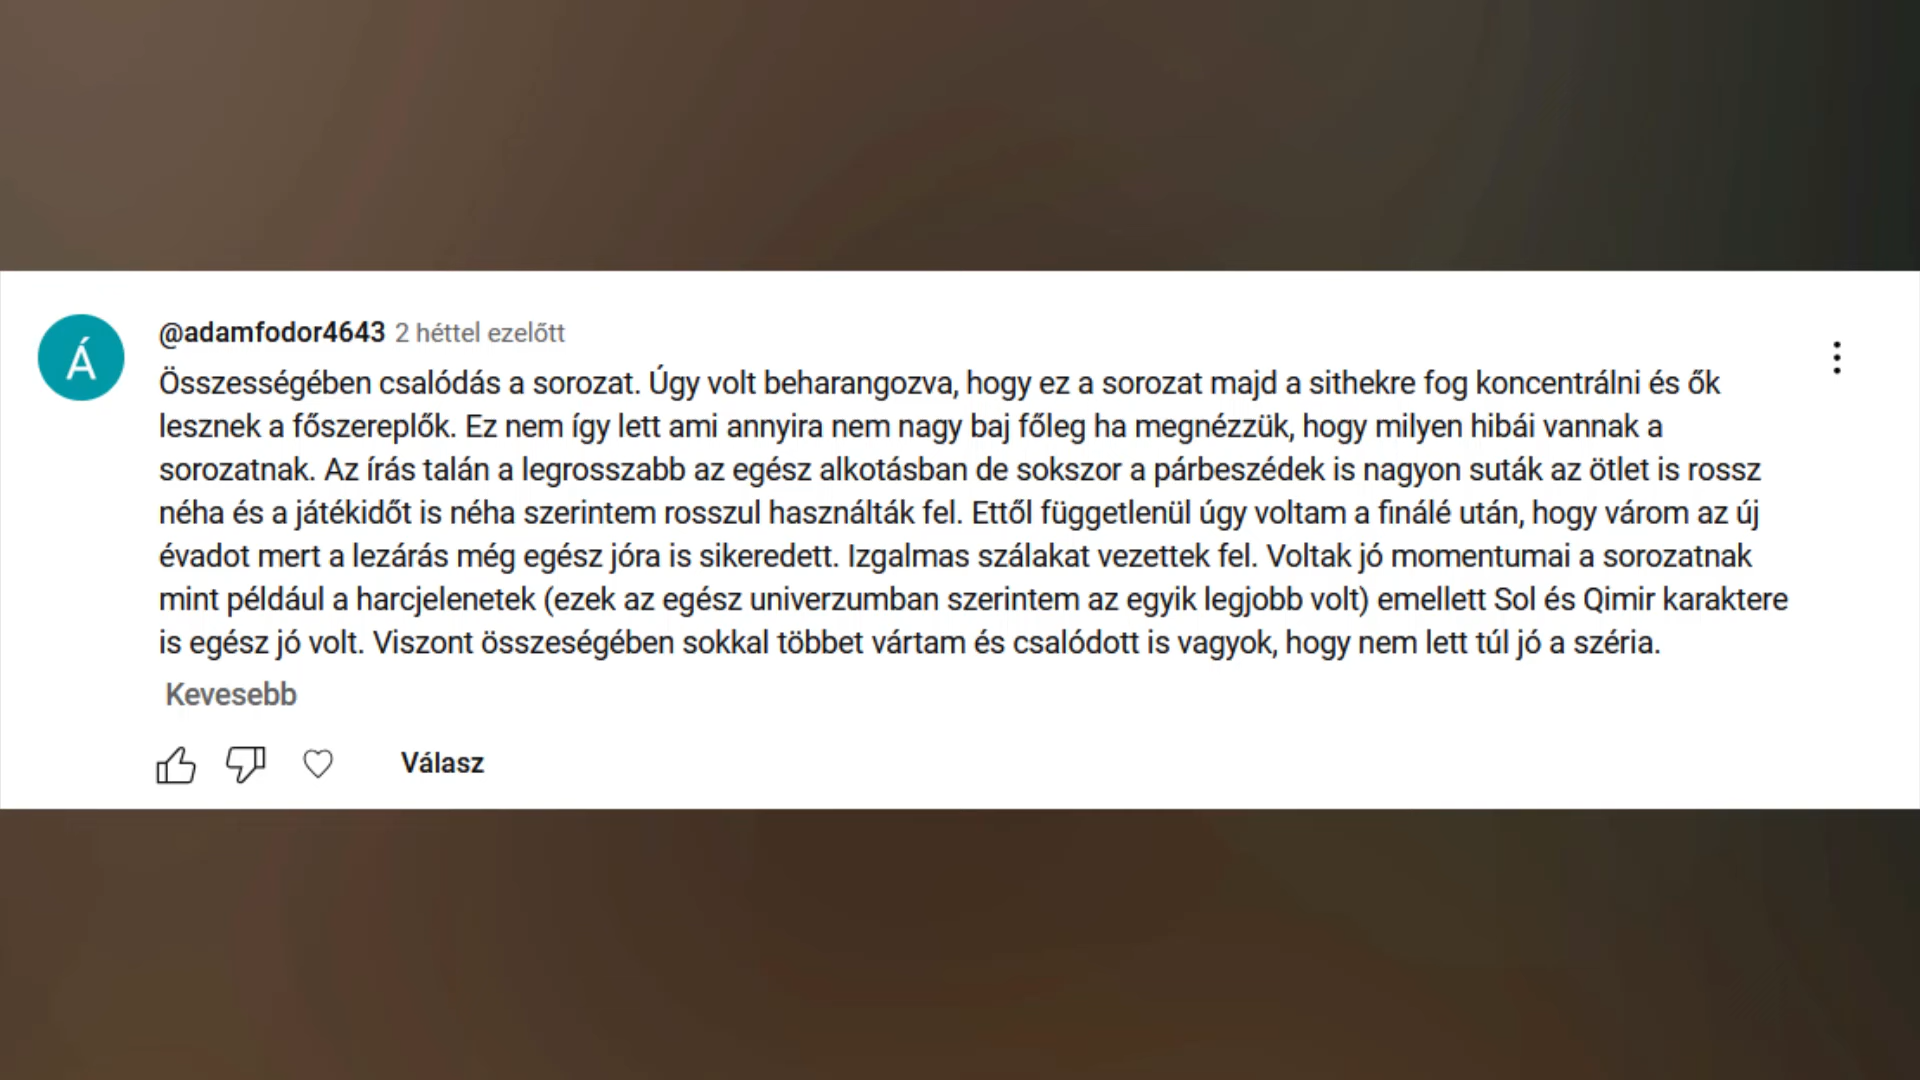 @adamfodor4643 2 héttel ezelőtt
Á
Összességében csalódás a sorozat. Úgy volt beharangozva, hogy ez a sorozat majd a sithekre fog koncentrálni és ők
lesznek a főszereplők. Ez nem így lett ami annyira nem nagy baj főleg ha megnézzük, hogy milyen hibái vannak a
sorozatnak. Az írás talán a legrosszabb az egész alkotásban de sokszor a párbeszédek is nagyon suták az ötlet is rossz
néha és a játékidőt is néha szerintem rosszul használták fel. Ettől függetlenül úgy voltam a finálé után, hogy várom az új
évadot mert a lezárás még egész jóra is sikeredett. Izgalmas szálakat vezettek fel. Voltak jó momentumai a sorozatnak
mint például a harcjelenetek (ezek az egész univerzumban szerintem az egyik legjobb volt) emellett Sol és Qimir karaktere
is egész jó volt. Viszont összeségében sokkal többet vártam és csalódott is vagyok, hogy nem lett túl jó a széria.
Kevesebb
Válasz